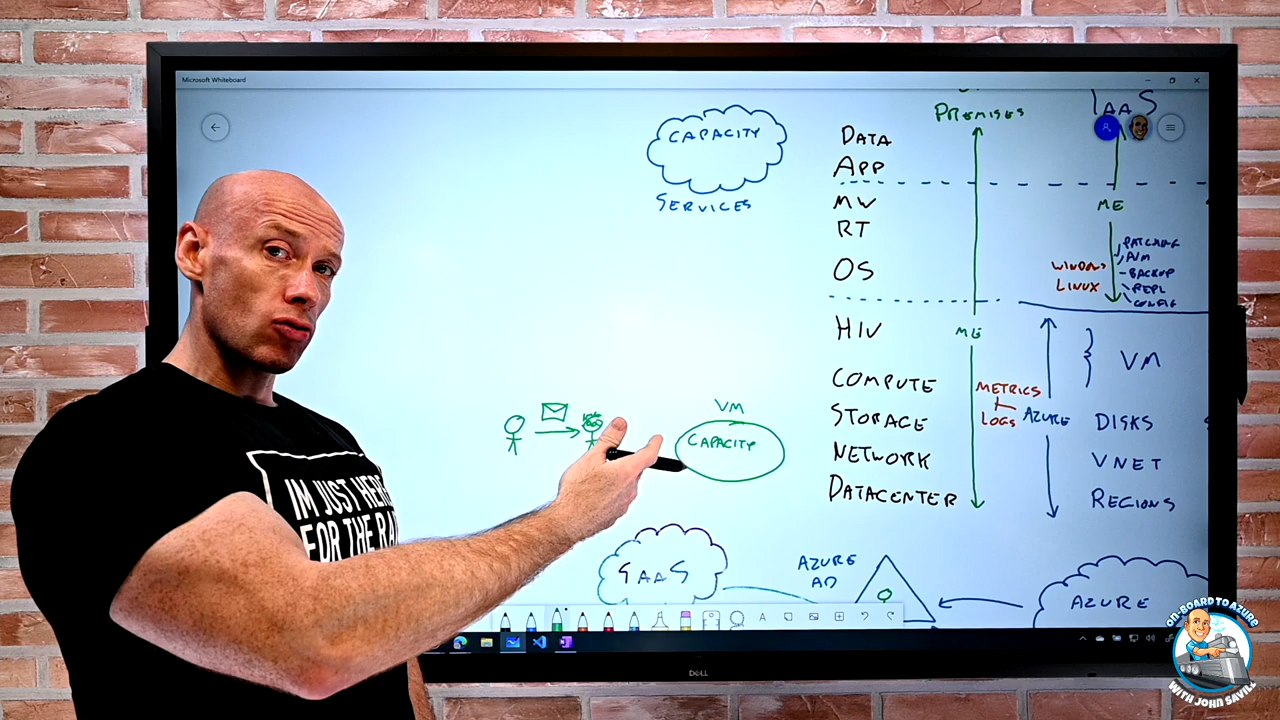 Microsoft Whiteboard
CAPACITY
SERVICES
DATA
APP
MW
RT
OS
HIV
COMPUTE
STORAGE
NETWORK
DATACENTER
PREMISES
ME
METRICS
LOGS
IAAS
ME
PATCHING
A/M
BACKUP
REPL
CONFIG
WINDOWS
LINUX
AZURE
VM
DISKS
VNET
REGIONS
VM
CAPACITY
SAAS
AZURE
AD
AZURE
IM JUST HERE
FOR THE RA
DELL
ON-BOARD TO AZURE
WITH JOHN SAVILL